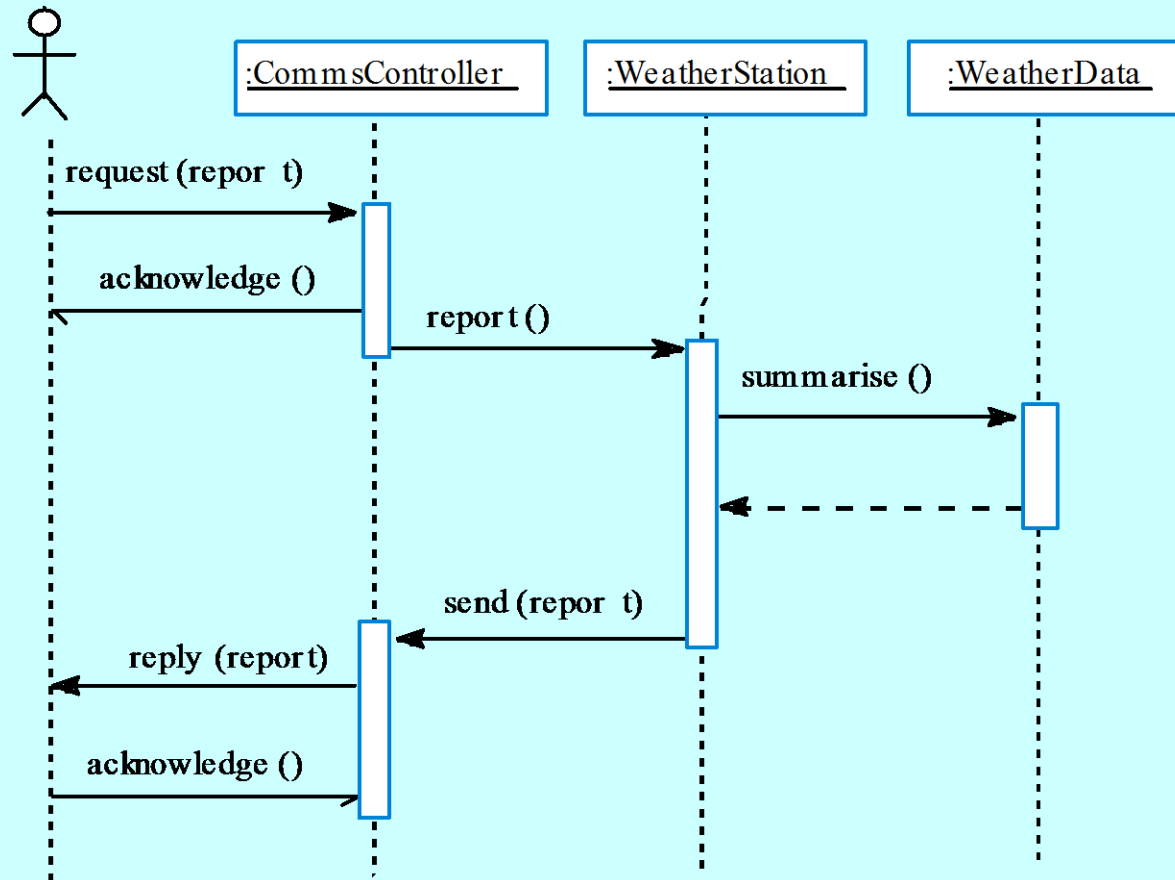 :CommsController
:WeatherStation
:WeatherData
request (repor t)
acknowledge ()
report ()
summarise ()
send (repor t)
reply (report)
acknowledge ()